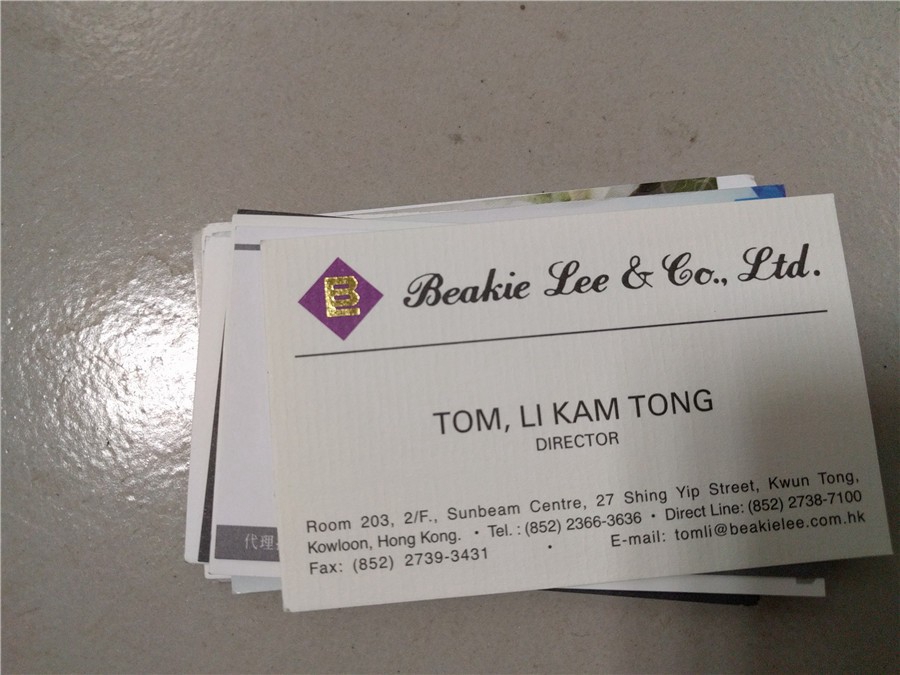 Beakie Lee & Co., Ltd.
TOM, LI KAM TONG
DIRECTOR
Room 203, 2/F., Sunbeam Centre, 27 Shing Yip Street, Kwun Tong,
Kowloon, Hong Kong. • Tel. : (852) 2366-3636 • Direct Line: (852) 2738-7100
Fax: (852) 2739-3431 • E-mail: tomli@beakielee.com.hk
代理